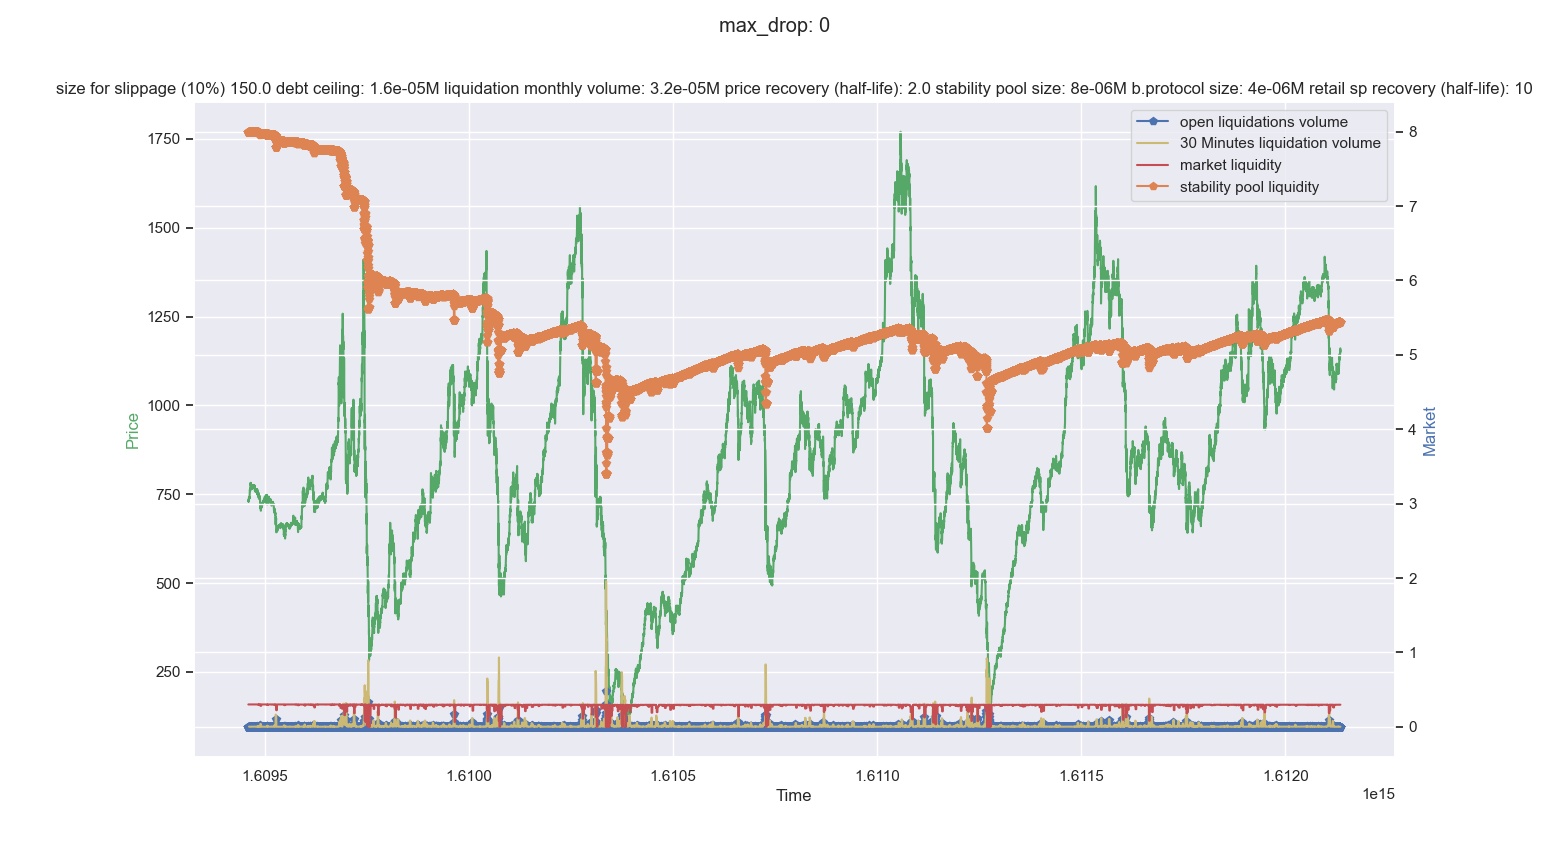 max_drop: 0
size for slippage (10%) 150.0 debt ceiling: 1.6e-05M liquidation monthly volume: 3.2e-05M price recovery (half-life): 2.0 stability pool size: 8e-06M b.protocol size: 4e-06M retail sp recovery (half-life): 10
open liquidations volume
30 Minutes liquidation volume
market liquidity
stability pool liquidity
1750
1500
1250
1000
750
500
250
Price
8
7
6
5
4
3
2
1
0
Market
1.6095
1.6100
1.6105
1.6110
1.6115
1.6120
Time
1e15